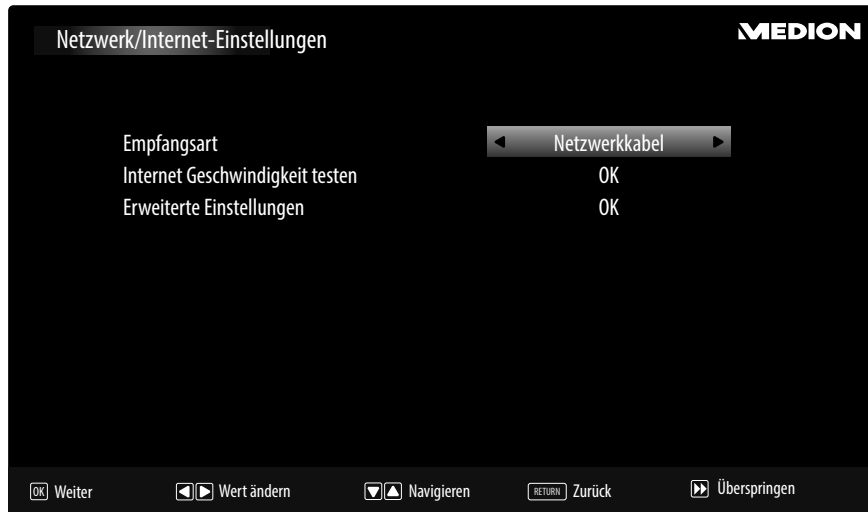 Netzwerk/Internet-Einstellungen
MEDION
Empfangsart Netzwerkkabel
Internet Geschwindigkeit testen OK
Erweiterte Einstellungen OK
OK Weiter Wert ändern Navigieren RETURN Zurück Überspringen